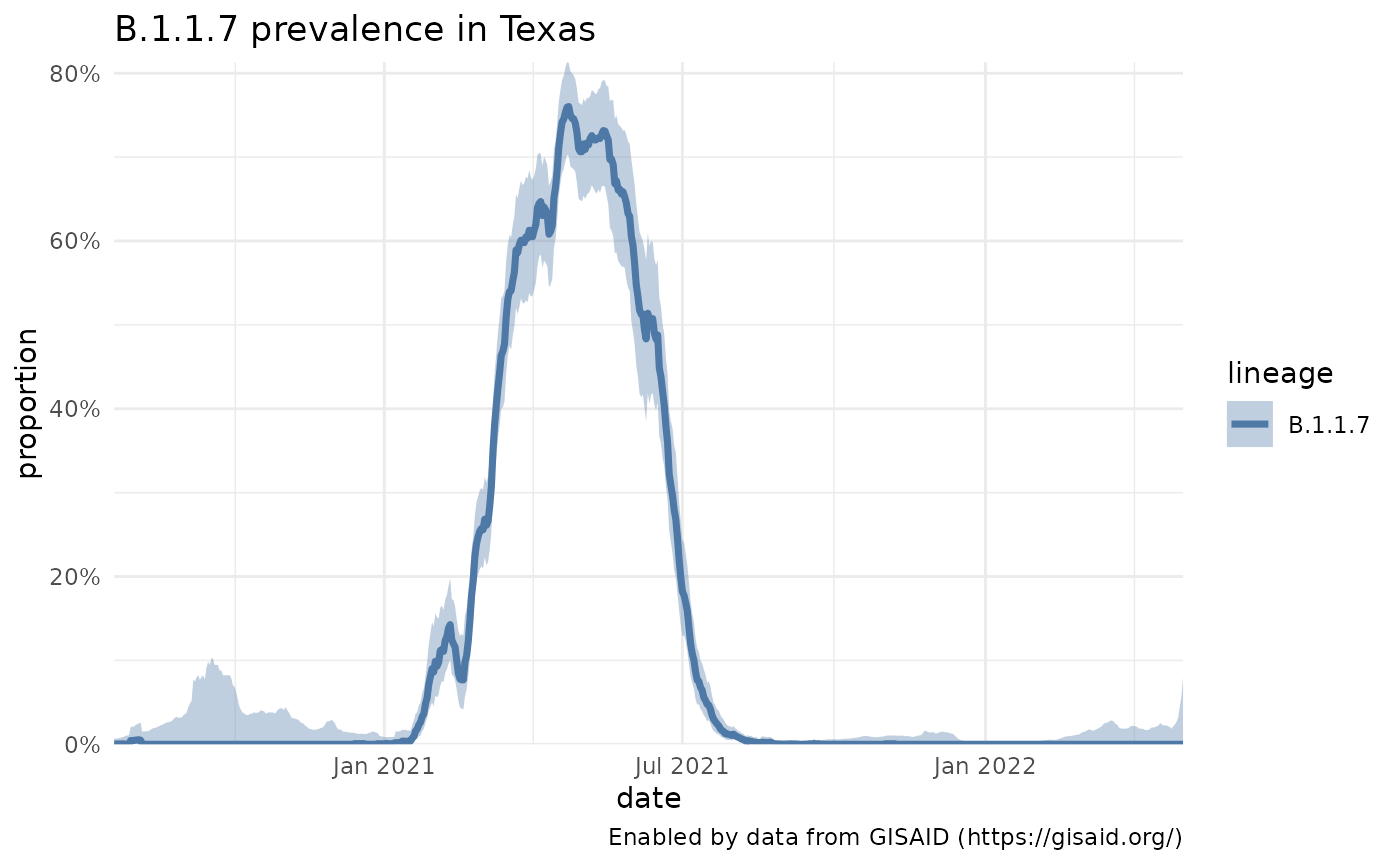 B.1.1.7 prevalence in Texas
80%
60%
40%
20%
0%
proportion
Jan 2021
Jul 2021
Jan 2022
date
lineage
B.1.1.7
Enabled by data from GISAID (https://gisaid.org/)